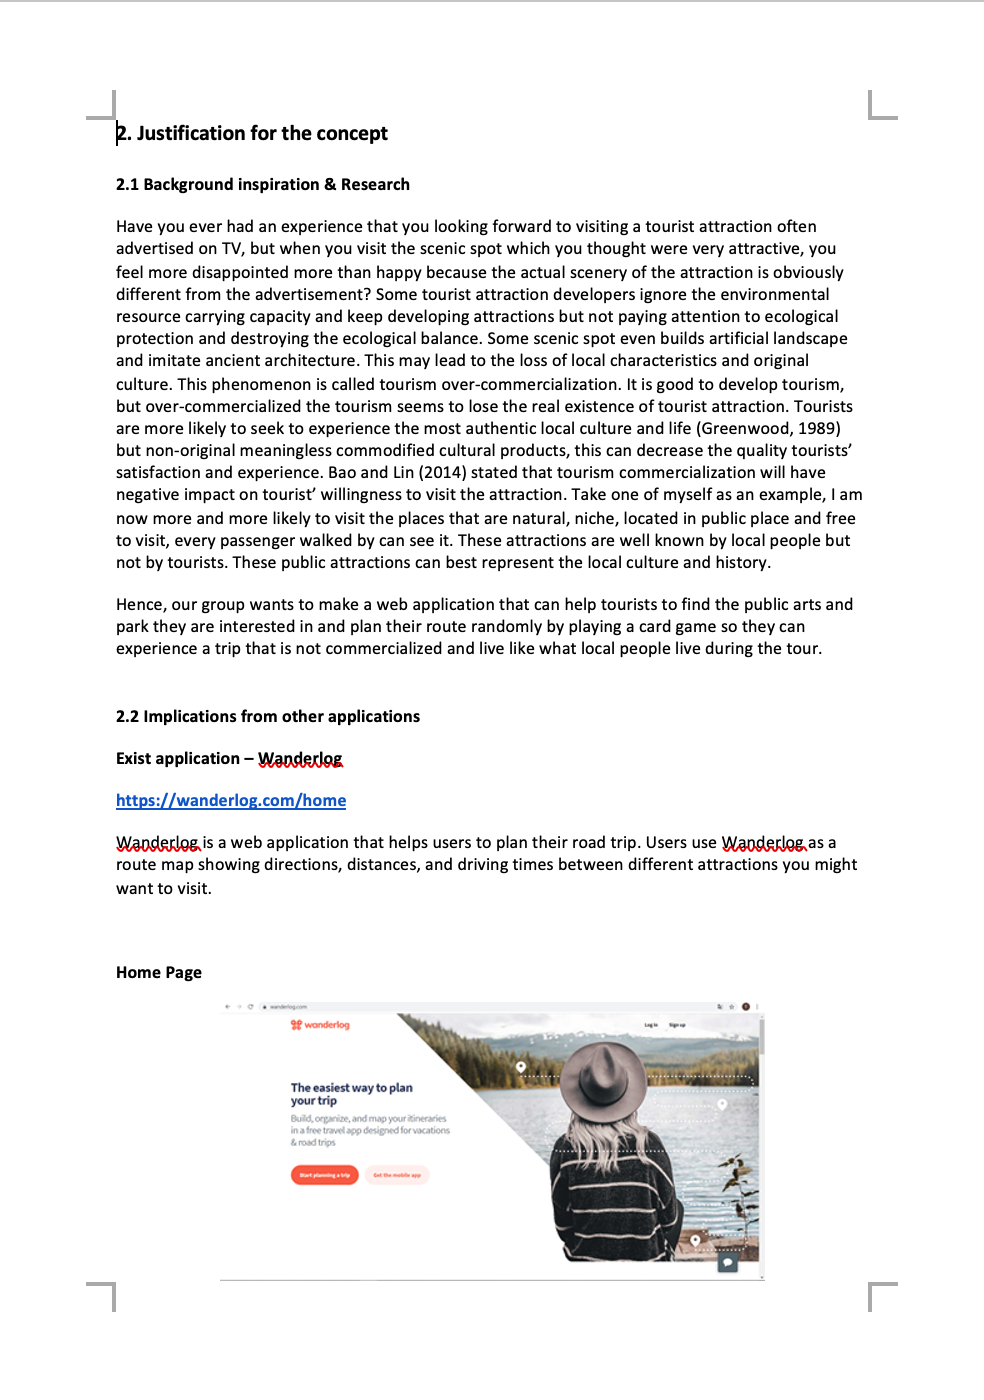 2. Justification for the concept
2.1 Background inspiration & Research
Have you ever had an experience that you looking forward to visiting a tourist attraction often
advertised on TV, but when you visit the scenic spot which you thought were very attractive, you
feel more disappointed more than happy because the actual scenery of the attraction is obviously
different from the advertisement? Some tourist attraction developers ignore the environmental
resource carrying capacity and keep developing attractions but not paying attention to ecological
protection and destroying the ecological balance. Some scenic spot even builds artificial landscape
and imitate ancient architecture. This may lead to the loss of local characteristics and original
culture. This phenomenon is called tourism over-commercialization. It is good to develop tourism,
but over-commercialized the tourism seems to lose the real existence of tourist attraction. Tourists
are more likely to seek to experience the most authentic local culture and life (Greenwood, 1989)
but non-original meaningless commodified cultural products, this can decrease the quality tourists’
satisfaction and experience. Bao and Lin (2014) stated that tourism commercialization will have
negative impact on tourist’ willingness to visit the attraction. Take one of myself as an example, I am
now more and more likely to visit the places that are natural, niche, located in public place and free
to visit, every passenger walked by can see it. These attractions are well known by local people but
not by tourists. These public attractions can best represent the local culture and history.
Hence, our group wants to make a web application that can help tourists to find the public arts and
park they are interested in and plan their route randomly by playing a card game so they can
experience a trip that is not commercialized and live like what local people live during the tour.
2.2 Implications from other applications
Exist application – Wanderlog
https://wanderlog.com/home
Wanderlog is a web application that helps users to plan their road trip. Users use Wanderlog as a
route map showing directions, distances, and driving times between different attractions you might
want to visit.
Home Page
wanderlog.com
wanderlog
Log in Sign up
The easiest way to plan
your trip
Build, organize, and map your itineraries
in a free travel app designed for vacations
& road trips
Start planning a trip Get the mobile app